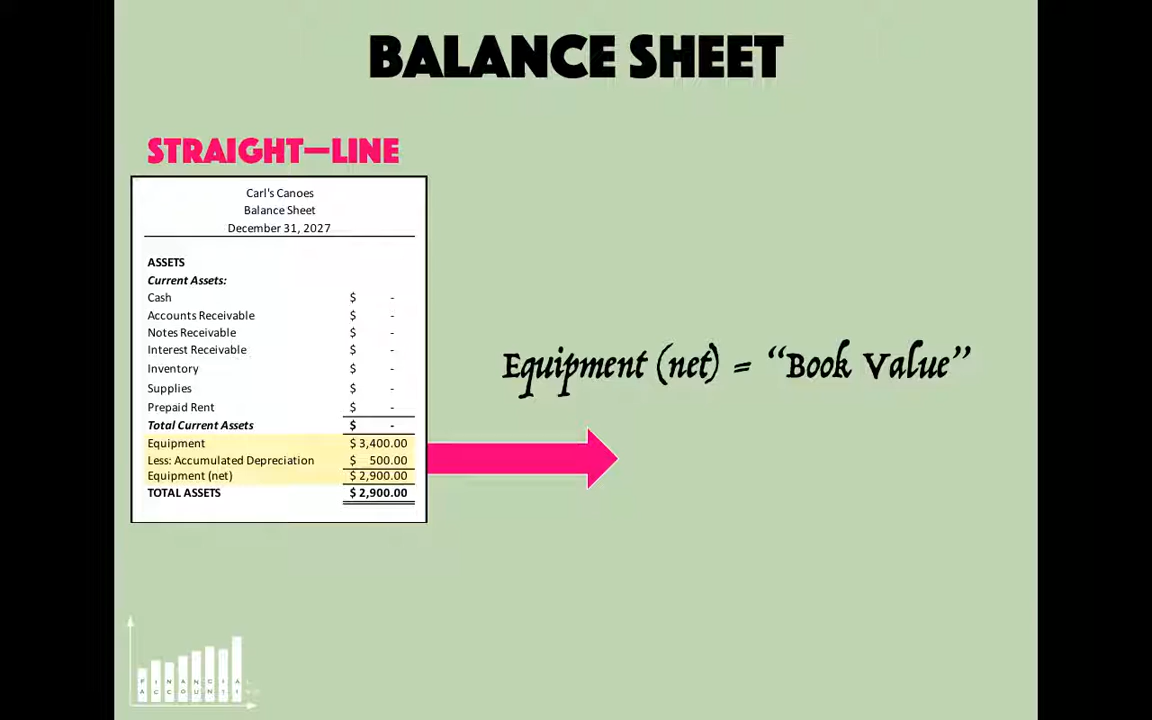 BALANCE SHEET
STRAIGHT—LINE
Carl's Canoes
Balance Sheet
December 31, 2027
ASSETS
Current Assets:
Cash $ -
Accounts Receivable $ -
Notes Receivable $ -
Interest Receivable $ -
Inventory $ -
Supplies $ -
Prepaid Rent $ -
Total Current Assets $ -
Equipment $ 3,400.00
Less: Accumulated Depreciation $ 500.00
Equipment (net) $ 2,900.00
TOTAL ASSETS $ 2,900.00
Equipment (net) = “Book Value”
FINANCIAL
ACCOUNTI